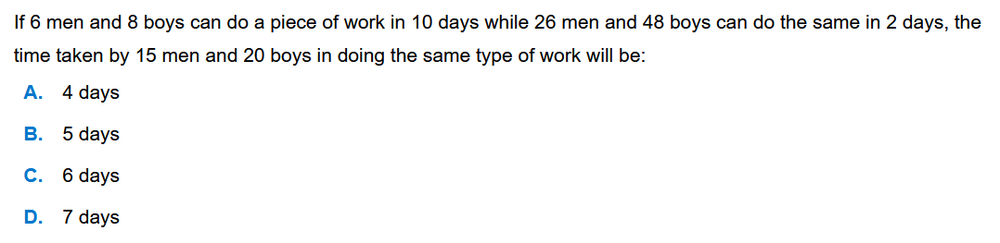 If 6 men and 8 boys can do a piece of work in 10 days while 26 men and 48 boys can do the same in 2 days, the
time taken by 15 men and 20 boys in doing the same type of work will be:
A. 4 days
B. 5 days
C. 6 days
D. 7 days